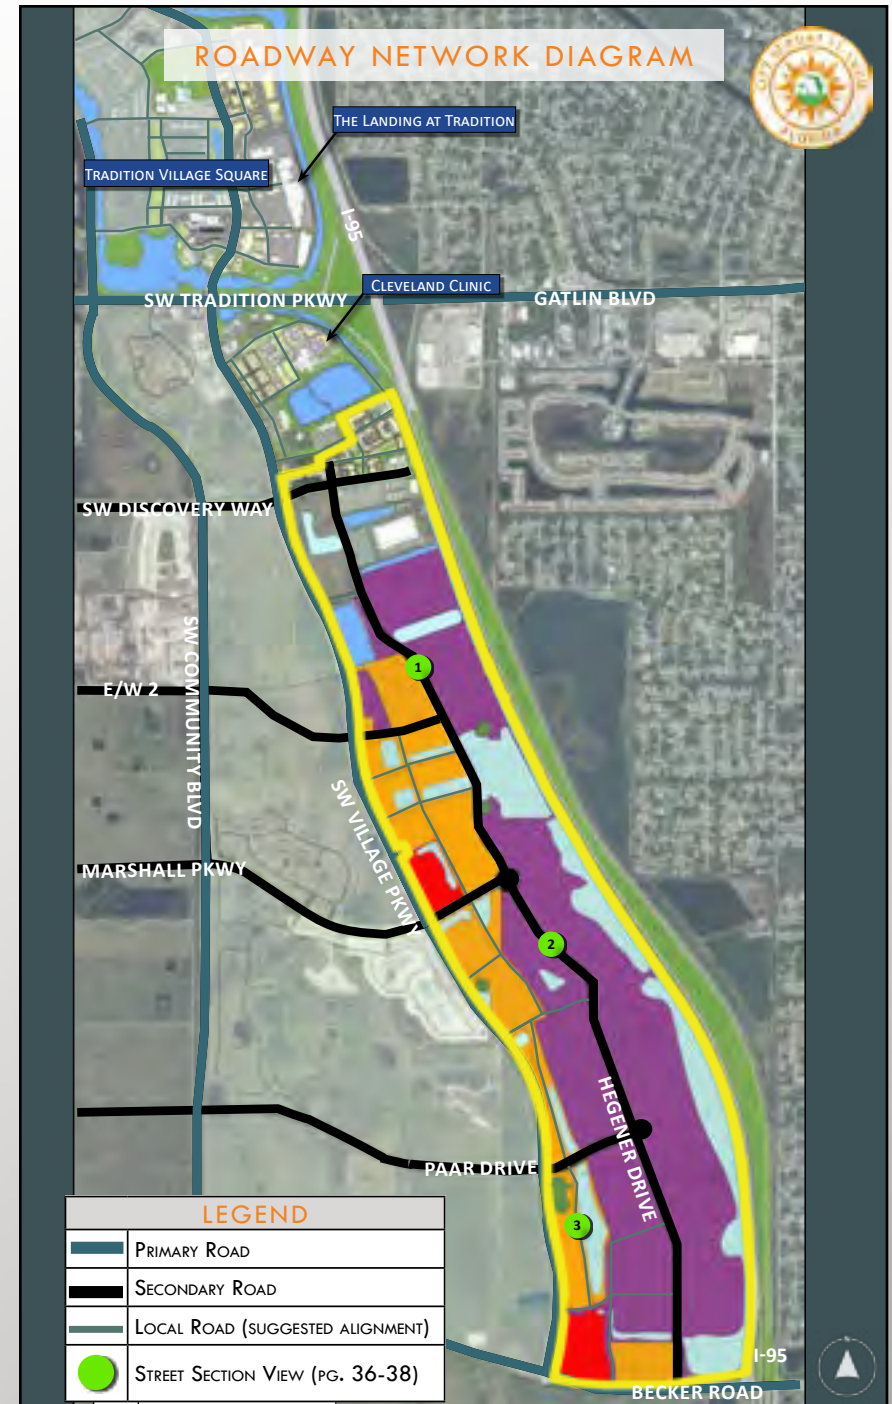 ROADWAY NETWORK DIAGRAM
THE LANDING AT TRADITION
TRADITION VILLAGE SQUARE
I-95
CLEVELAND CLINIC
SW TRADITION PKWY
GATLIN BLVD
SW DISCOVERY WAY
SW COMMUNITY BLVD
E/W 2
1
SW VILLAGE PKWY
MARSHALL PKWY
2
HEGENER DRIVE
PAAR DRIVE
3
LEGEND
PRIMARY ROAD
SECONDARY ROAD
LOCAL ROAD (SUGGESTED ALIGNMENT)
STREET SECTION VIEW (PG. 36-38)
I-95
BECKER ROAD